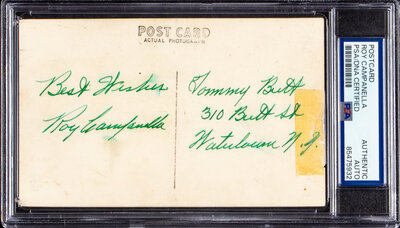 POST CARD
ACTUAL PHOTOGRAPH
Best Wishes
Roy Campanella
Tommy Butt
310 Butt St
Watertown N.J.
POSTCARD
ROY CAMPANELLA
PSA/DNA CERTIFIED
PSA
AUTHENTIC
AUTO
85475932